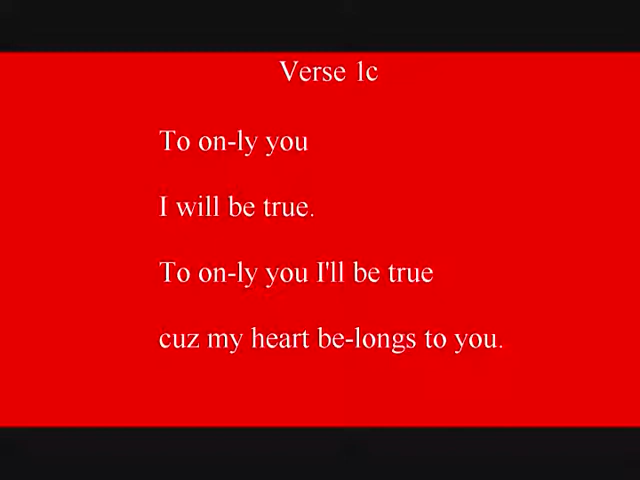 Verse 1c
To on-ly you
I will be true.
To on-ly you I'll be true
cuz my heart be-longs to you.